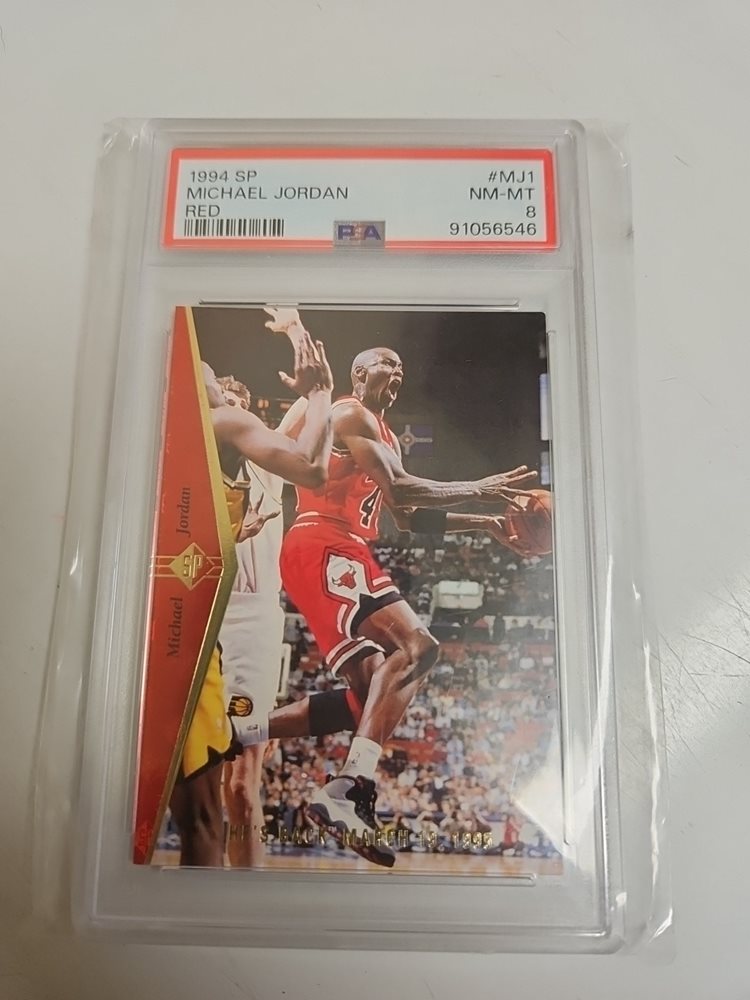 1994 SP #MJ1
MICHAEL JORDAN NM-MT
RED 8
PSA 91056546
Michael SP Jordan
4
"HE'S BACK" MARCH 19, 1995